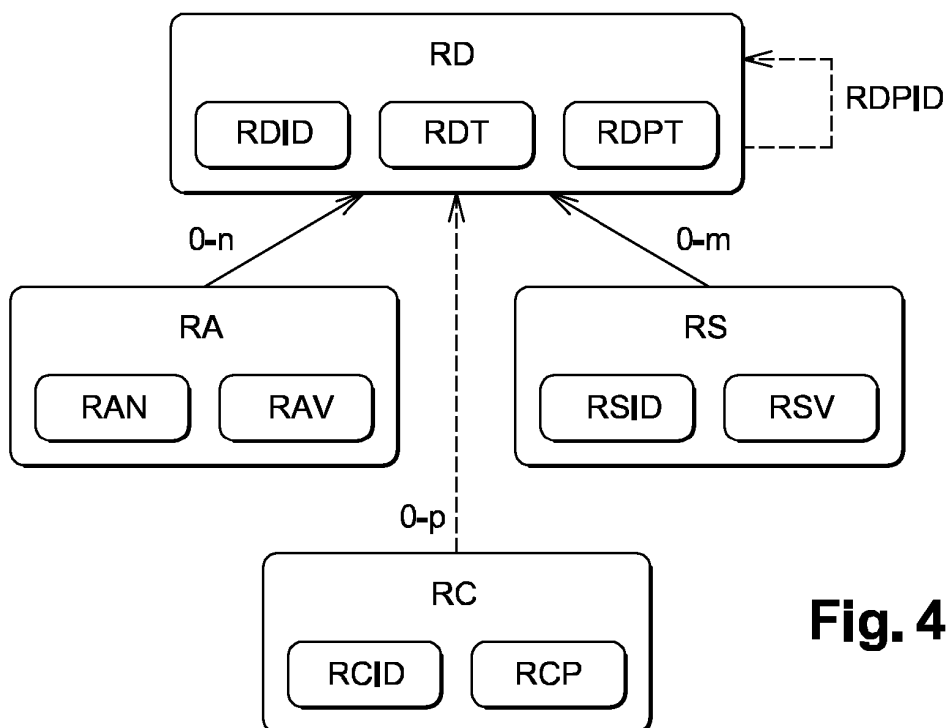 RD
RDPID
RDID RDT RDPT
0-n 0-m
RA RS
RAN RAV RSID RSV
0-p
RC
RCID RCP
Fig. 4